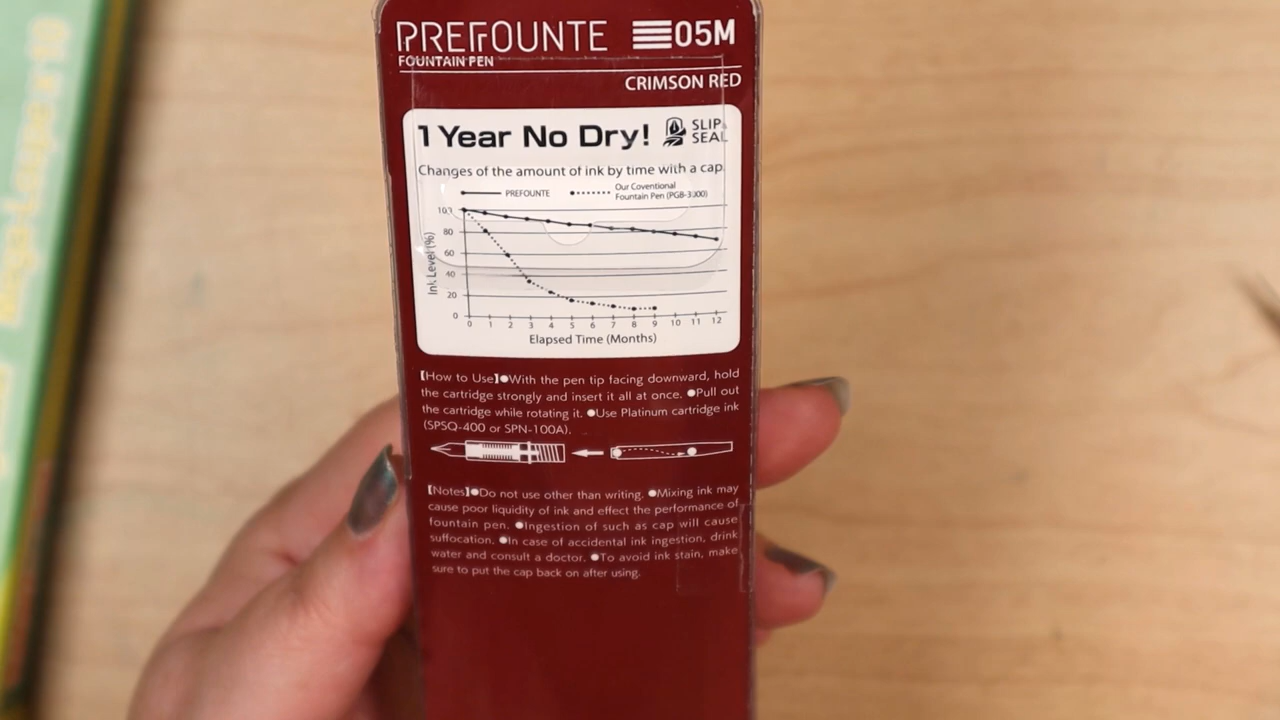 PREFOUNTE 05M
FOUNTAIN PEN
CRIMSON RED
1 Year No Dry! SLIP SEAL
Changes of the amount of ink by time with a cap.
PREFOUNTE
Our Coventional
Fountain Pen (PGB-3000)
Ink Level (%)
100
80
60
40
20
0
0 1 2 3 4 5 6 7 8 9 10 11 12
Elapsed Time (Months)
【How to Use】●With the pen tip facing downward, hold
the cartridge strongly and insert it all at once. ●Pull out
the cartridge while rotating it. ●Use Platinum cartridge ink
(SPSQ-400 or SPN-100A).
【Notes】●Do not use other than writing. ●Mixing ink may
cause poor liquidity of ink and effect the performance of
fountain pen. ●Ingestion of such as cap will cause
suffocation. ●In case of accidental ink ingestion, drink
water and consult a doctor. ●To avoid ink stain, make
sure to put the cap back on after using.